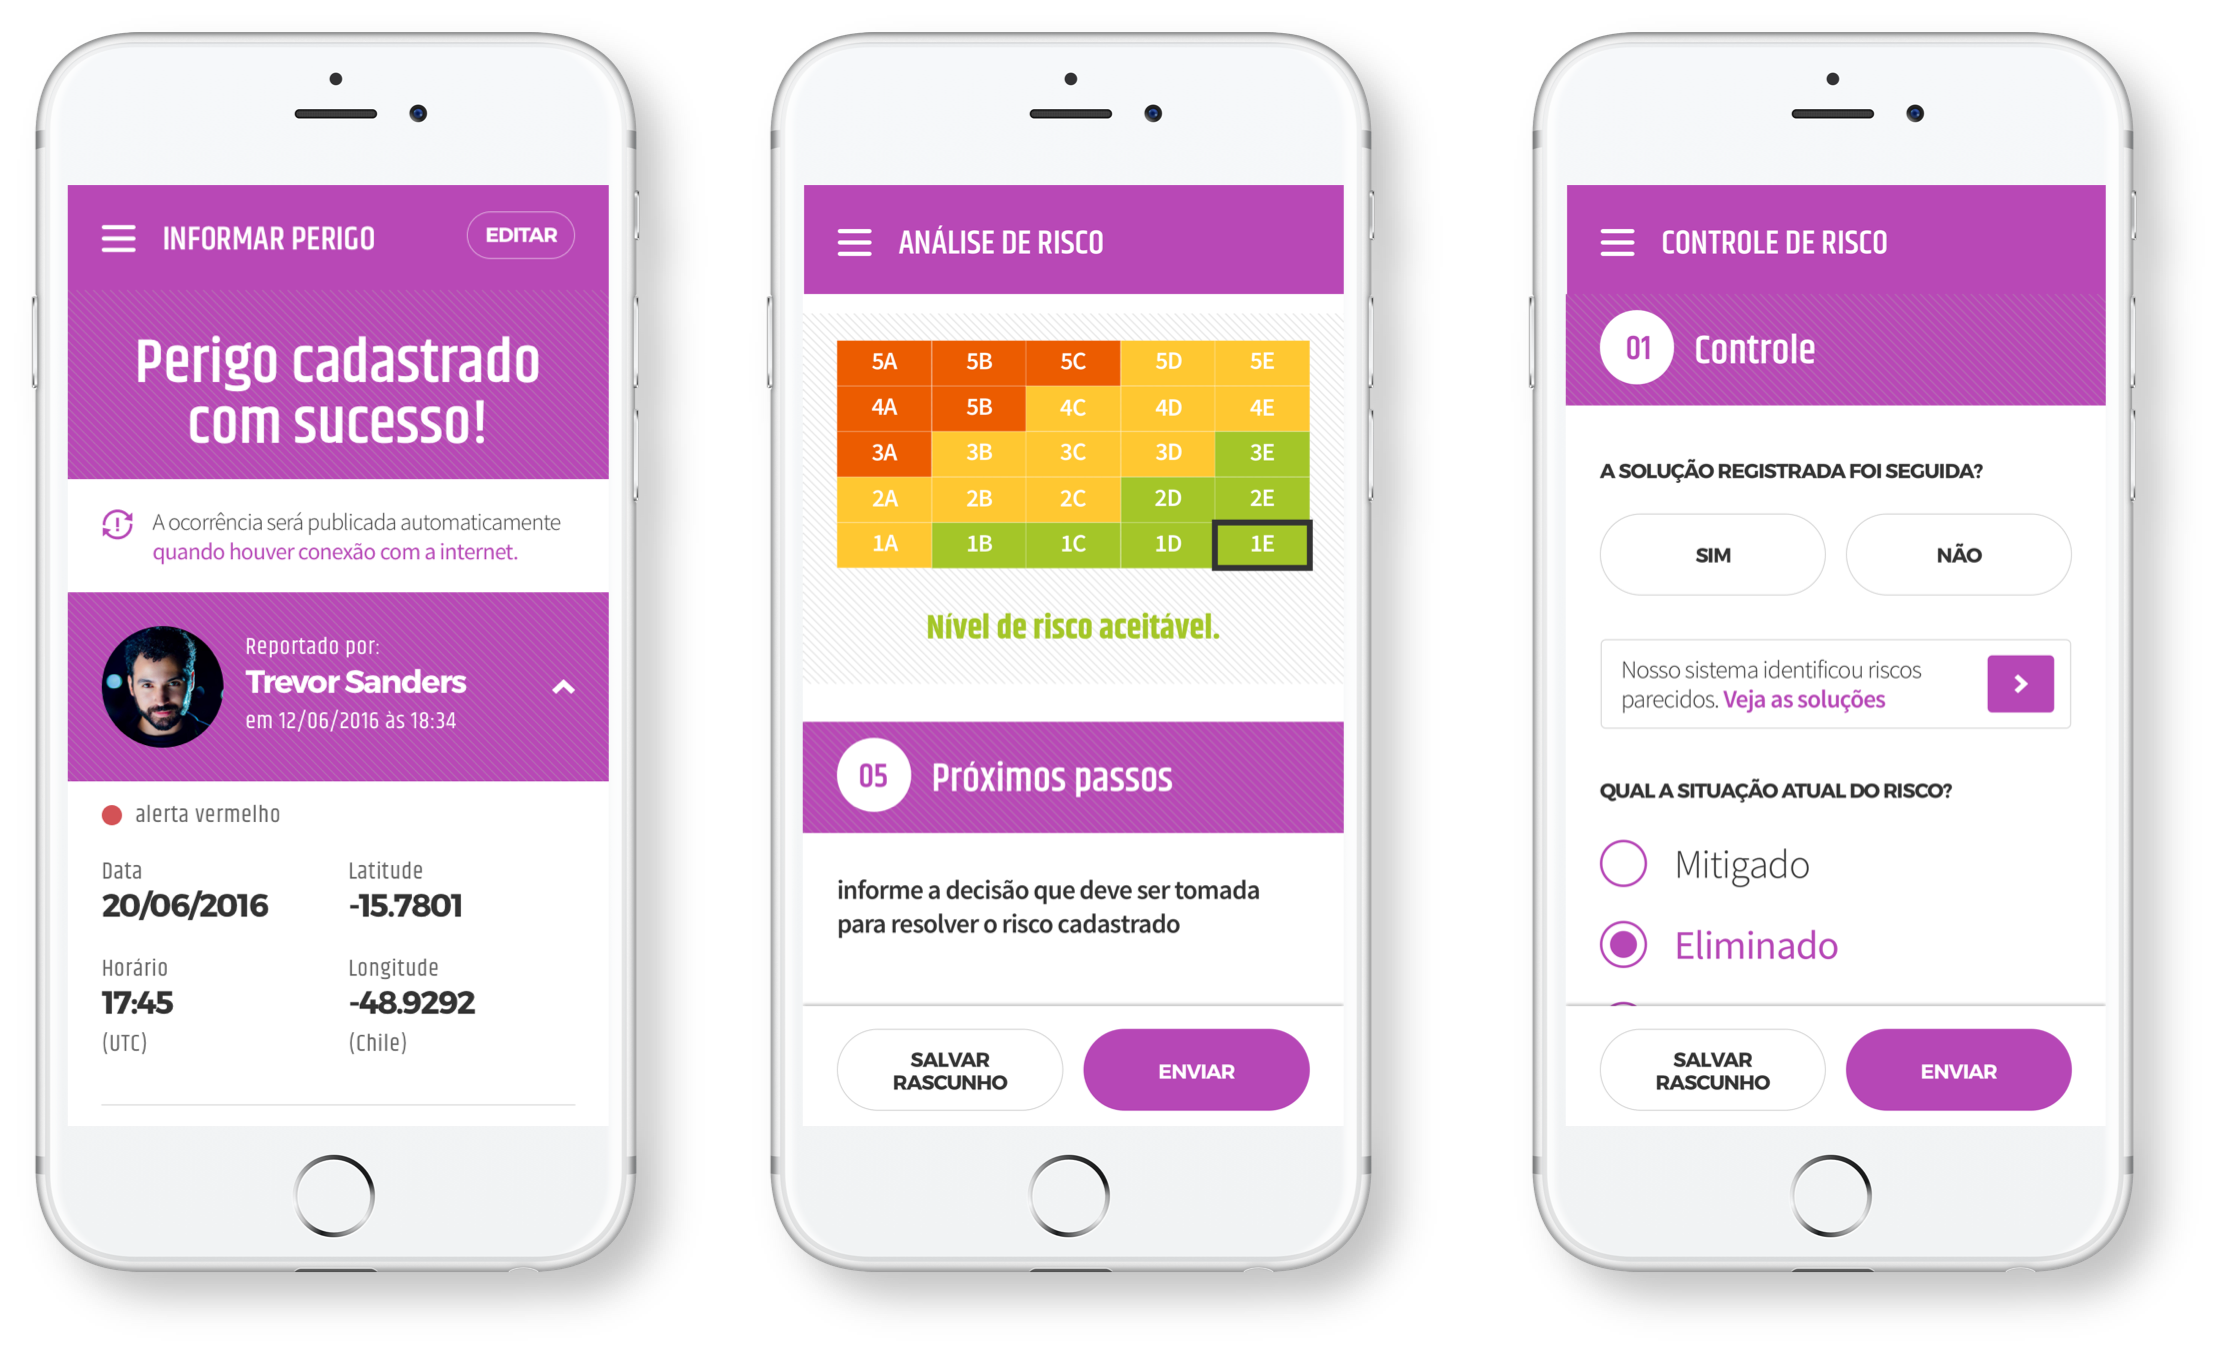 INFORMAR PERIGO
EDITAR
Perigo cadastrado
com sucesso!
A ocorrência será publicada automaticamente
quando houver conexão com a internet.
Reportado por:
Trevor Sanders
em 12/06/2016 às 18:34
alerta vermelho
Data
20/06/2016
Latitude
-15.7801
Horário
17:45
(UTC)
Longitude
-48.9292
(Chile)
ANÁLISE DE RISCO
5A 5B 5C 5D 5E
4A 5B 4C 4D 4E
3A 3B 3C 3D 3E
2A 2B 2C 2D 2E
1A 1B 1C 1D 1E
Nível de risco aceitável.
05 Próximos passos
informe a decisão que deve ser tomada
para resolver o risco cadastrado
SALVAR
RASCUNHO
ENVIAR
CONTROLE DE RISCO
01 Controle
A SOLUÇÃO REGISTRADA FOI SEGUIDA?
SIM
NÃO
Nosso sistema identificou riscos
parecidos. Veja as soluções
QUAL A SITUAÇÃO ATUAL DO RISCO?
Mitigado
Eliminado
SALVAR
RASCUNHO
ENVIAR